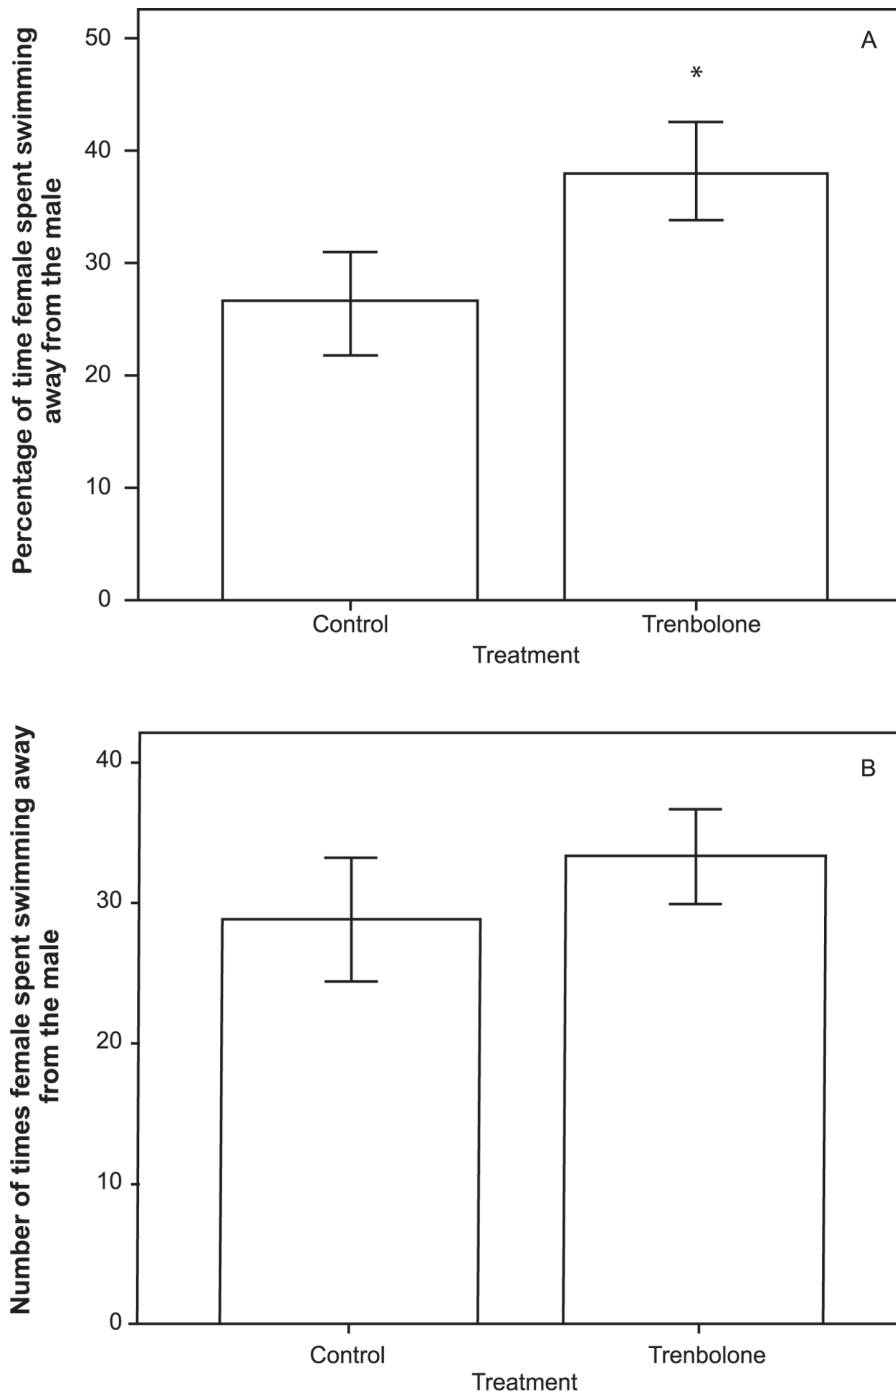 Percentage of time female spent swimming
away from the male
50
40
30
20
10
0
A
*
Control
Trenbolone
Treatment
Number of times female spent swimming away
from the male
40
30
20
10
0
B
Control
Trenbolone
Treatment